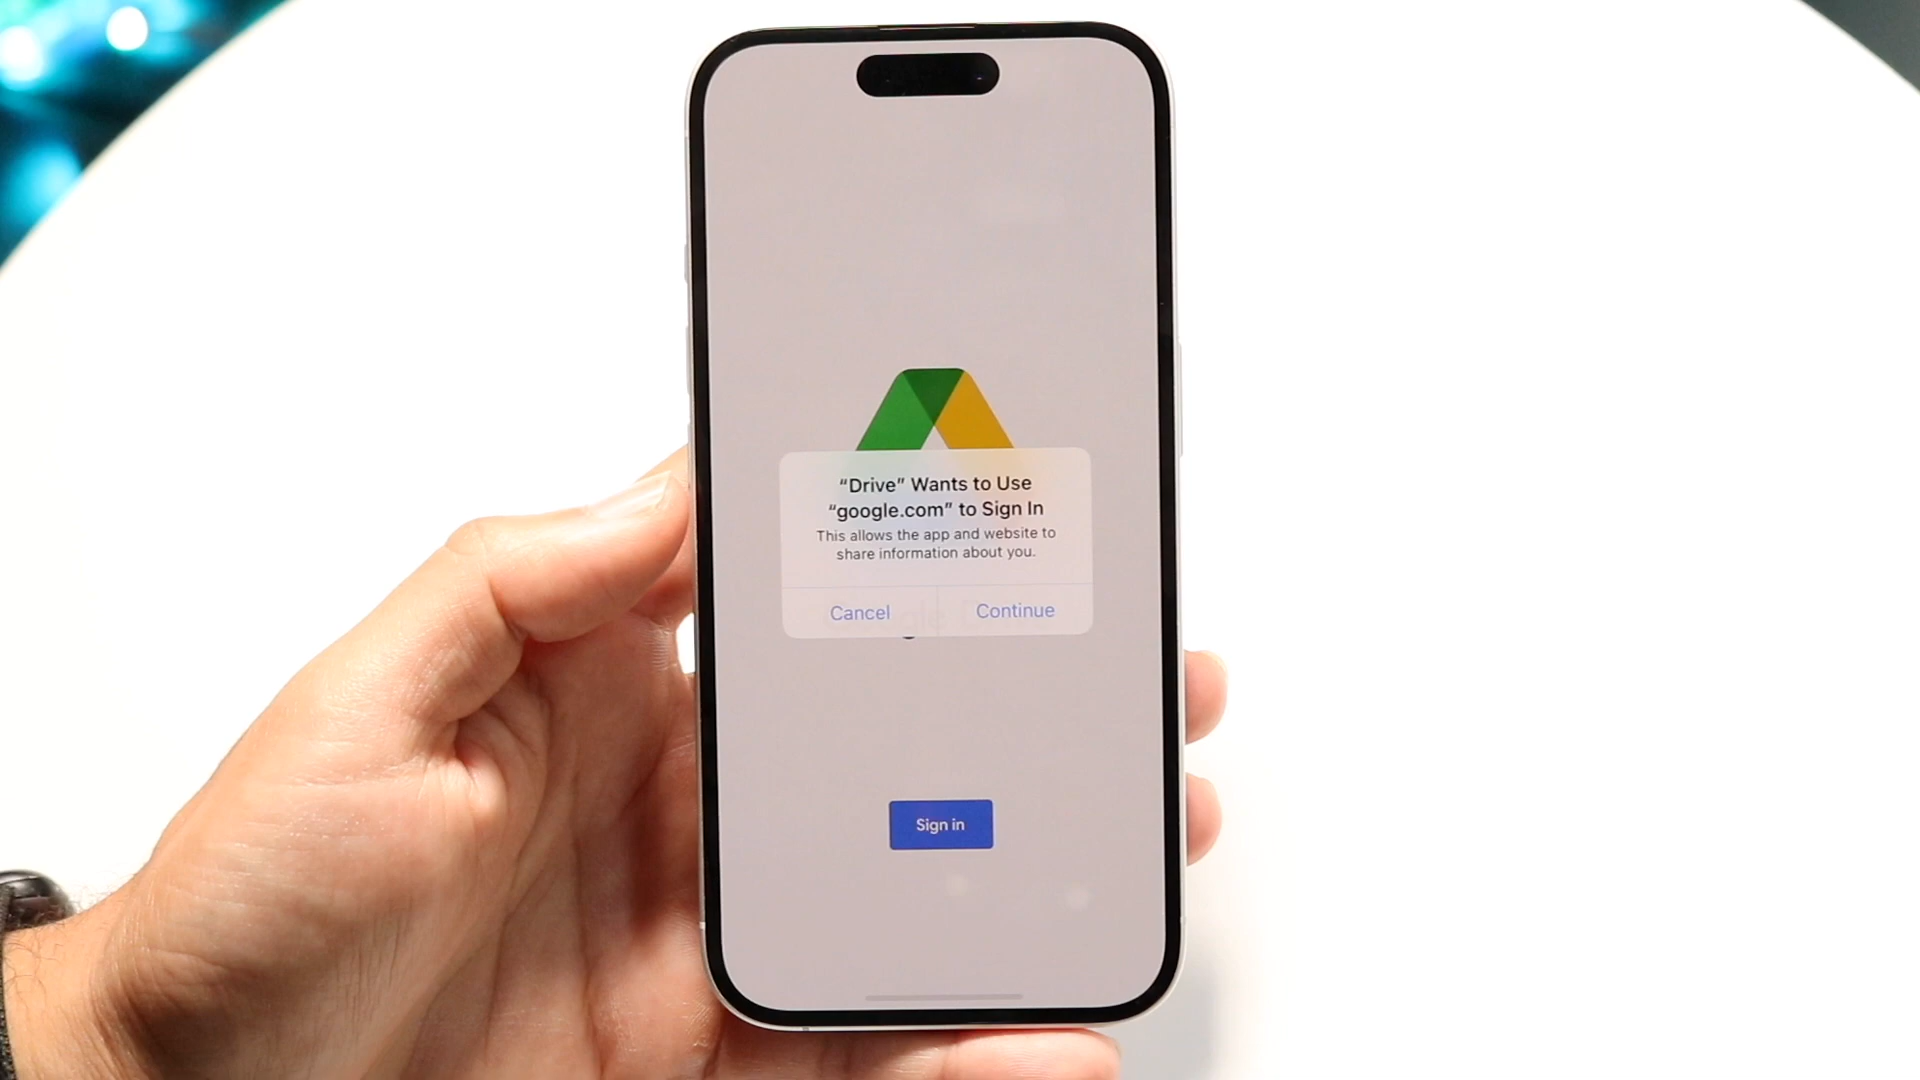 “Drive” Wants to Use
“google.com” to Sign In
This allows the app and website to
share information about you.
Cancel
Continue
Sign in